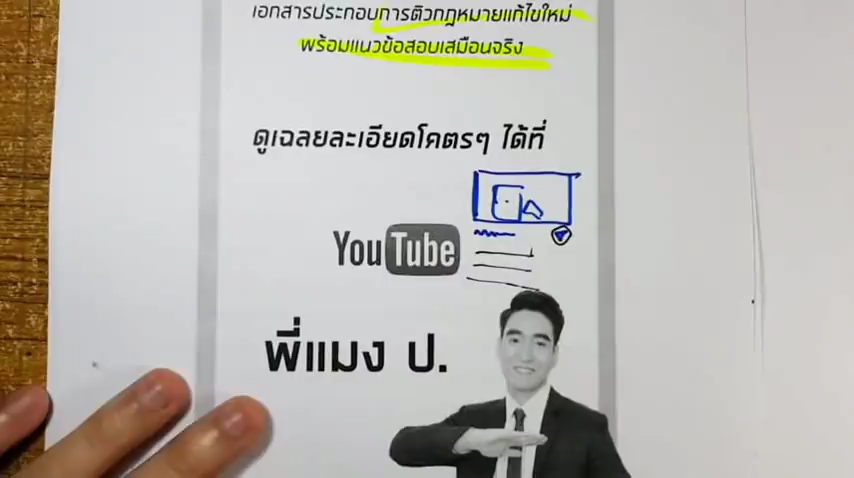 เอกสารประกอบการติวกฎหมายแก้ไขใหม่
พร้อมแนวข้อสอบเสมือนจริง
ดูเฉลยละเอียดโคตรๆ ได้ที่
YouTube
พี่แมง ป.